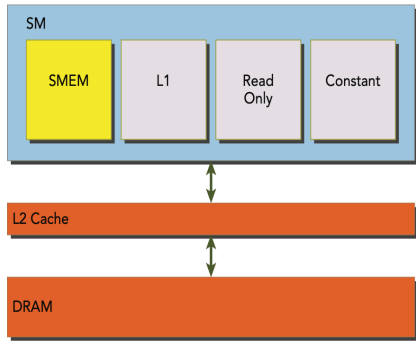 SM
SMEM
L1
Read
Only
Constant
L2 Cache
DRAM